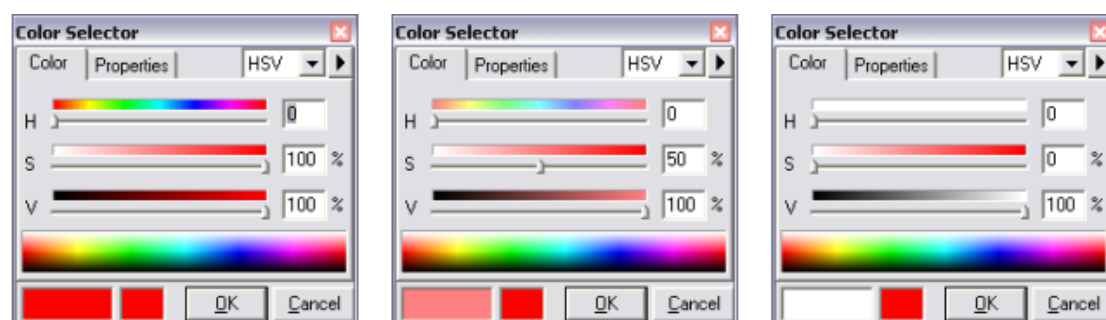 Color Selector
Color Properties HSV
H 0
S 100 %
V 100 %
OK Cancel
Color Selector
Color Properties HSV
H 0
S 50 %
V 100 %
OK Cancel
Color Selector
Color Properties HSV
H 0
S 0 %
V 100 %
OK Cancel